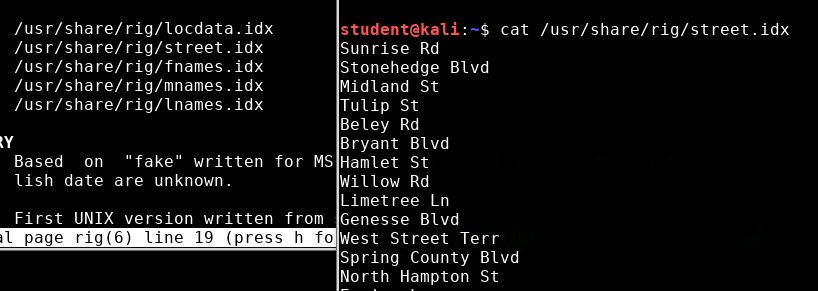 /usr/share/rig/locdata.idx
/usr/share/rig/street.idx
/usr/share/rig/fnames.idx
/usr/share/rig/mnames.idx
/usr/share/rig/lnames.idx
RY
Based  on  "fake" written for MS
lish date are unknown.
First UNIX version written from
al page rig(6) line 19 (press h fo
student@kali:~$ cat /usr/share/rig/street.idx
Sunrise Rd
Stonehedge Blvd
Midland St
Tulip St
Beley Rd
Bryant Blvd
Hamlet St
Willow Rd
Limetree Ln
Genesse Blvd
West Street Terr
Spring County Blvd
North Hampton St